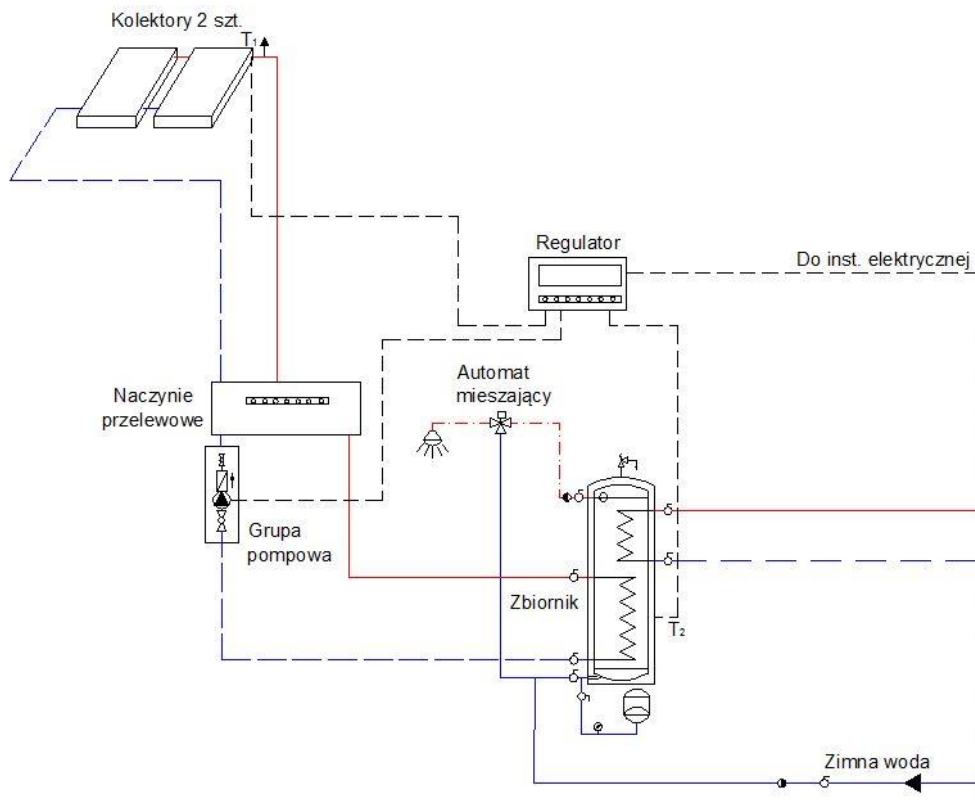 Kolektory 2 szt.
T₁
Regulator
Do inst. elektrycznej
Automat
mieszający
Naczynie
przelewowe
Grupa
pompowa
Zbiornik
T₂
Zimna woda